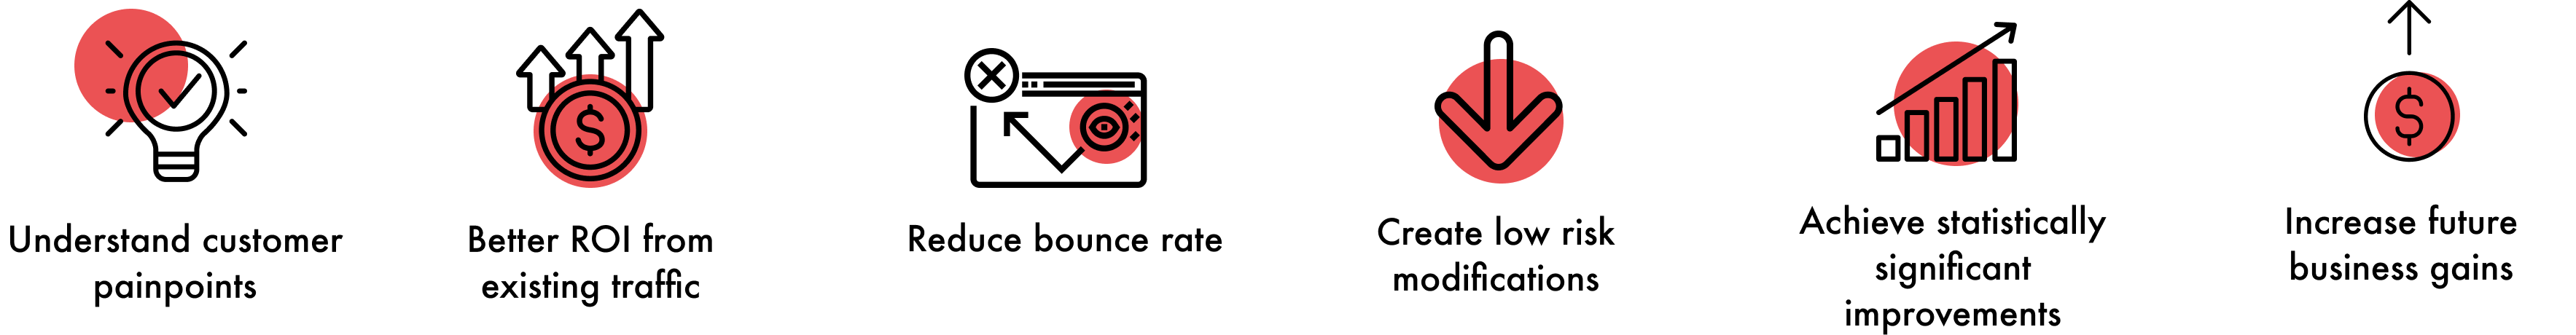 Understand customer
painpoints
Better ROI from
existing traffic
Reduce bounce rate
Create low risk
modifications
Achieve statistically
significant
improvements
Increase future
business gains
$
$